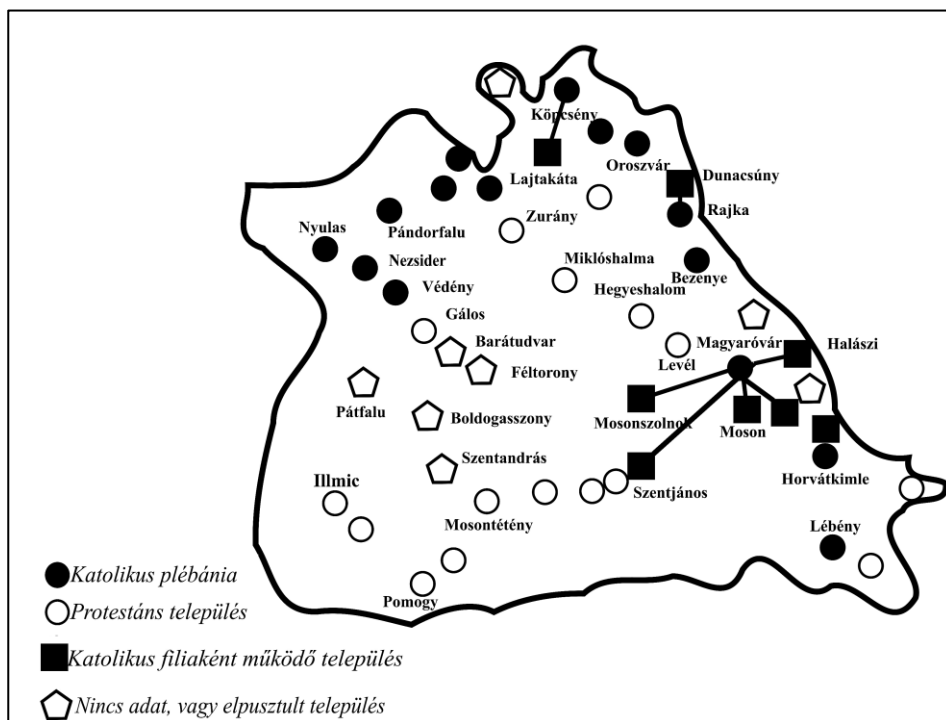 Köpcsény
Oroszvár
Lajtakáta
Dunacsúny
Rajka
Zurány
Nyulas
Pándorfalu
Nezsider
Védény
Miklóshalma
Bezenye
Hegyeshalom
Gálos
Barátudvar
Féltorony
Magyaróvár
Halászi
Levél
Pátfalu
Boldogasszony
Mosonszolnok
Moson
Szentandrás
Illmic
Szentjános
Horvátkimle
Mosontétény
Lébény
Pomogy
Katolikus plébánia
Protestáns település
Katolikus filiaként működő település
Nincs adat, vagy elpusztult település